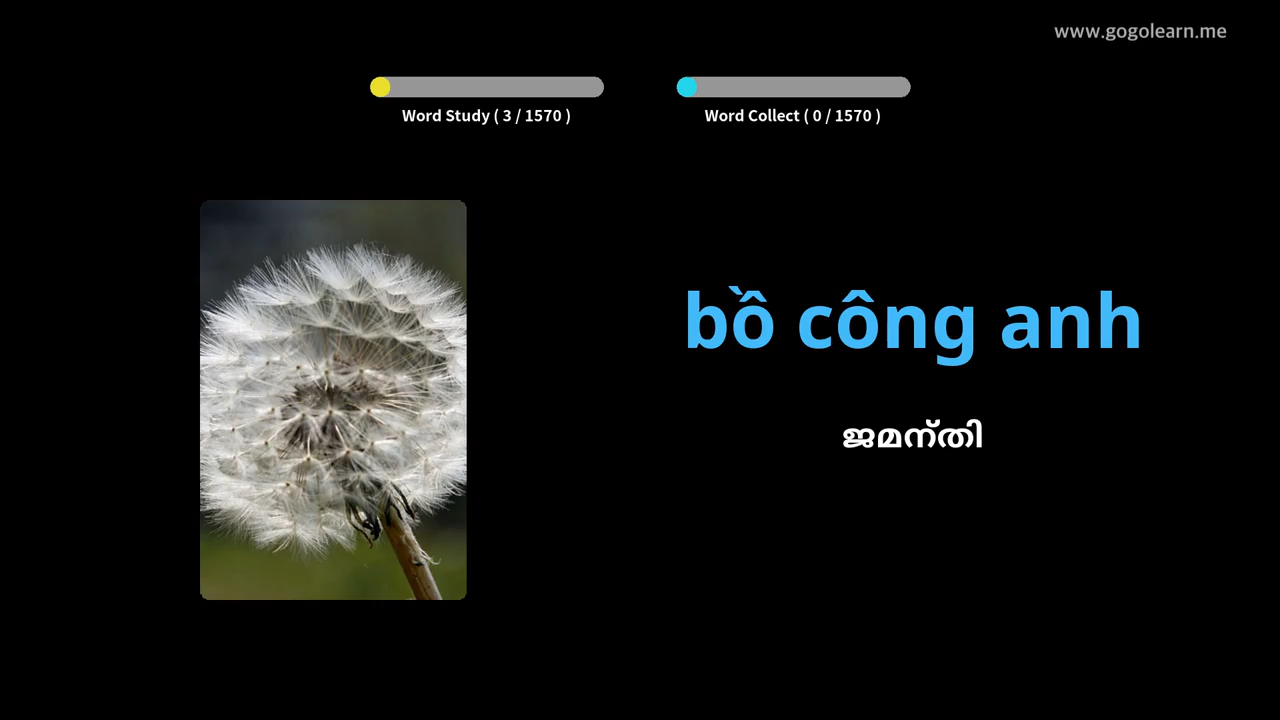 www.gogolearn.me
Word Study ( 3 / 1570 )
Word Collect ( 0 / 1570 )
bồ công anh
ജമന്തി